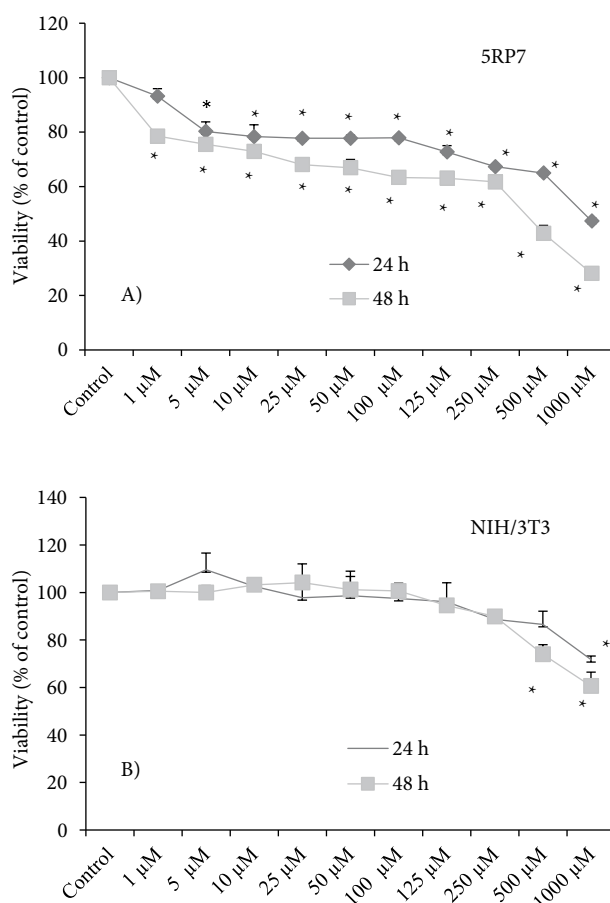 120
5RP7
100
80
60
40
20
0
Viability (% of control)
* * * * * * * * *
* * * * * * * * * *
24 h
48 h
A)
Control
1 µM
5 µM
10 µM
25 µM
50 µM
100 µM
125 µM
250 µM
500 µM
1000 µM
140
NIH/3T3
120
100
80
60
40
20
0
Viability (% of control)
*
* *
24 h
48 h
B)
Control
1 µM
5 µM
10 µM
25 µM
50 µM
100 µM
125 µM
250 µM
500 µM
1000 µM